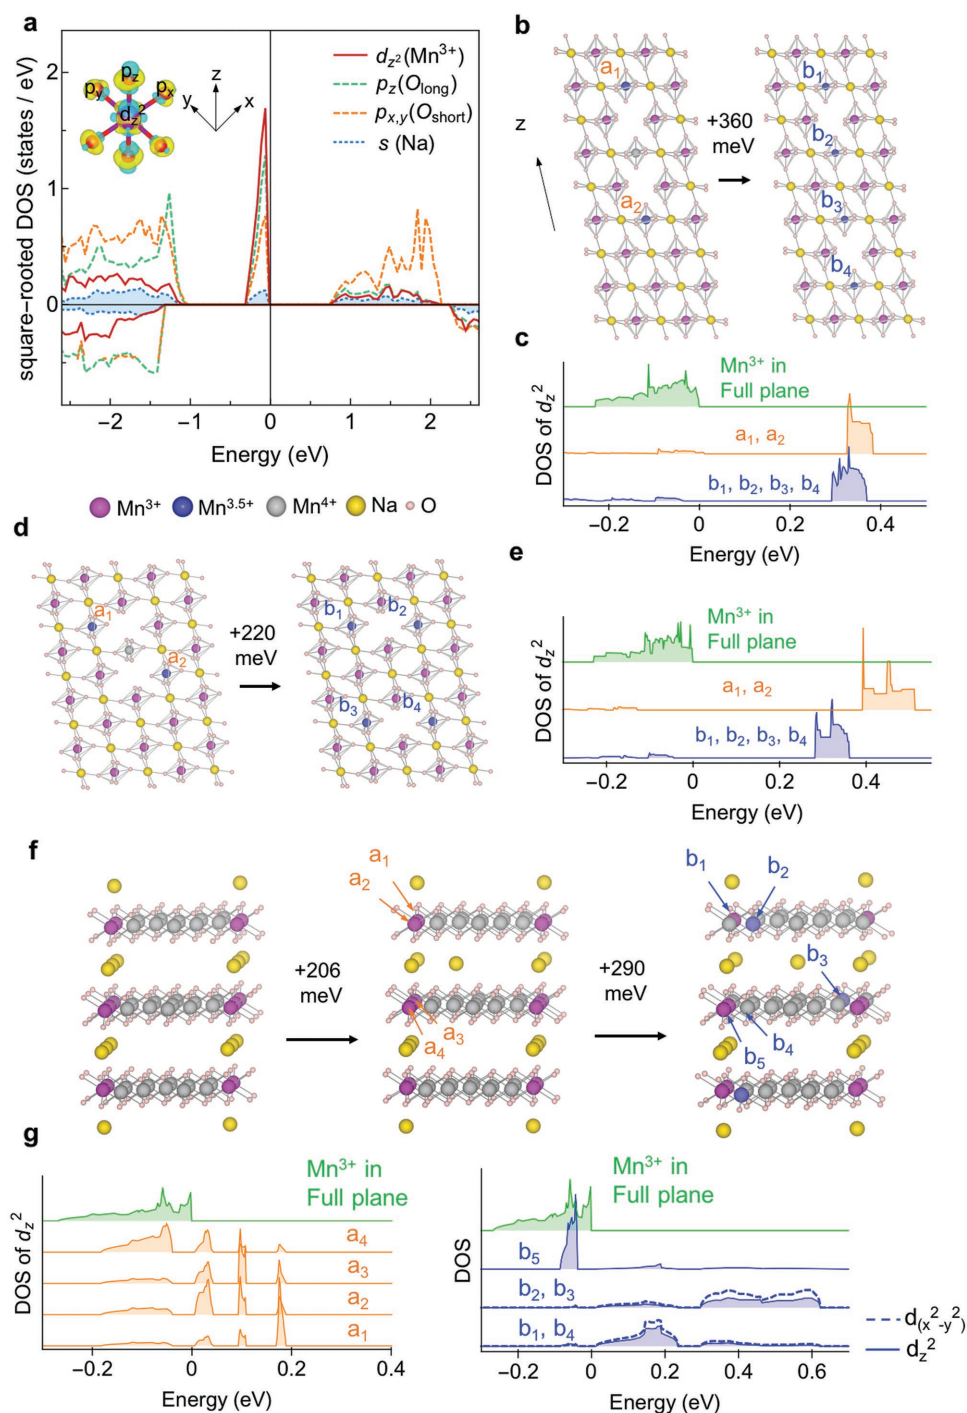 a
square-rooted DOS (states / eV)
2
1
0
-2
-1
0
1
2
Energy (eV)
p_z
p_y
p_x
d_z²
z
y
x
d_z²(Mn³⁺)
p_z(O_long)
p_x,y(O_short)
s (Na)
b
z
a₁
a₂
+360
meV
b₁
b₂
b₃
b₄
c
DOS of d_z²
Mn³⁺ in
Full plane
a₁, a₂
b₁, b₂, b₃, b₄
-0.2
0
0.2
0.4
Energy (eV)
Mn³⁺
Mn³·⁵⁺
Mn⁴⁺
Na
O
d
a₁
a₂
+220
meV
b₁
b₂
b₃
b₄
e
DOS of d_z²
Mn³⁺ in
Full plane
a₁, a₂
b₁, b₂, b₃, b₄
-0.2
0
0.2
0.4
Energy (eV)
f
+206
meV
a₁
a₂
a₃
a₄
+290
meV
b₁
b₂
b₃
b₄
b₅
g
DOS of d_z²
Mn³⁺ in
Full plane
a₄
a₃
a₂
a₁
-0.2
0
0.2
0.4
Energy (eV)
DOS
Mn³⁺ in
Full plane
b₅
b₂, b₃
b₁, b₄
d_(x²-y²)
d_z²
-0.2
0
0.2
0.4
0.6
Energy (eV)